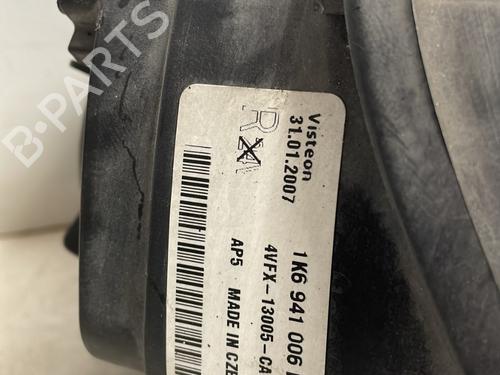 Visteon
31.01.2007
R
1K6 941 006
4VFX-13005-CA
AP5 MADE IN CZE
B-PARTS